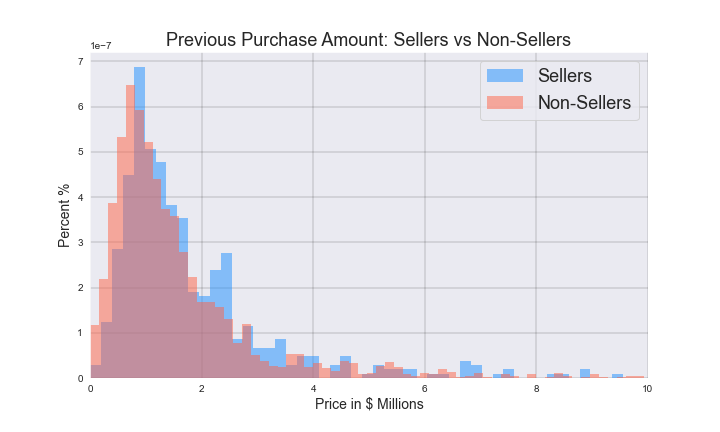 Previous Purchase Amount: Sellers vs Non-Sellers
1e−7
Sellers
Non-Sellers
7
6
5
4
3
2
1
0
Percent %
0 2 4 6 8 10
Price in $ Millions